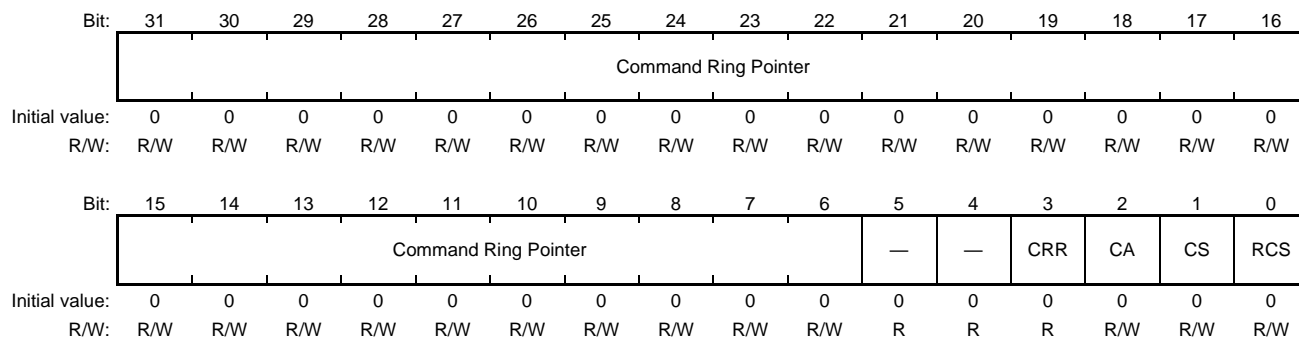 Bit: 31 30 29 28 27 26 25 24 23 22 21 20 19 18 17 16
Command Ring Pointer
Initial value: 0 0 0 0 0 0 0 0 0 0 0 0 0 0 0 0
R/W: R/W R/W R/W R/W R/W R/W R/W R/W R/W R/W R/W R/W R/W R/W R/W R/W
Bit: 15 14 13 12 11 10 9 8 7 6 5 4 3 2 1 0
Command Ring Pointer — — CRR CA CS RCS
Initial value: 0 0 0 0 0 0 0 0 0 0 0 0 0 0 0 0
R/W: R/W R/W R/W R/W R/W R/W R/W R/W R/W R/W R R R R/W R/W R/W